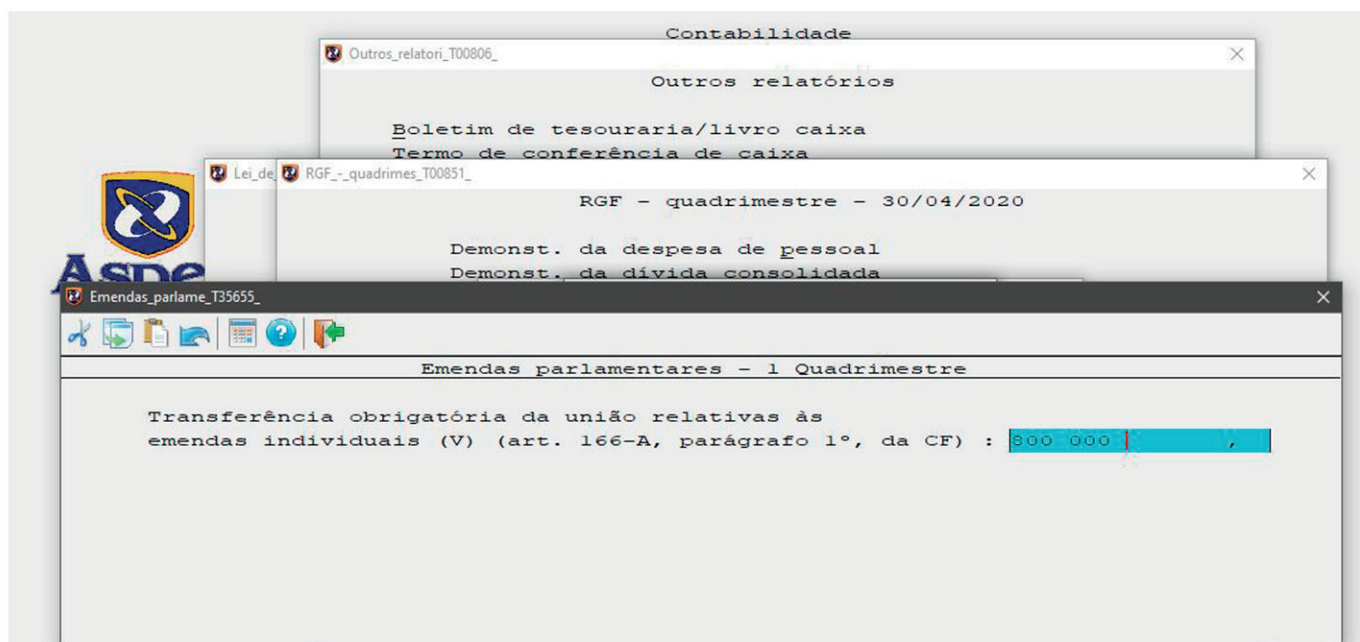 Contabilidade
Outros_relatori_T00806_
Outros relatórios
Boletim de tesouraria/livro caixa
Termo de conferência de caixa
Lei_de_
RGF_-_quadrimes_T00851_
RGF - quadrimestre - 30/04/2020
Demonst. da despesa de pessoal
Demonst. da dívida consolidada
Emendas_parlame_T35655_
Emendas parlamentares - 1 Quadrimestre
Transferência obrigatória da união relativas às
emendas individuais (V) (art. 166-A, parágrafo 1º, da CF) : 800 000 ,